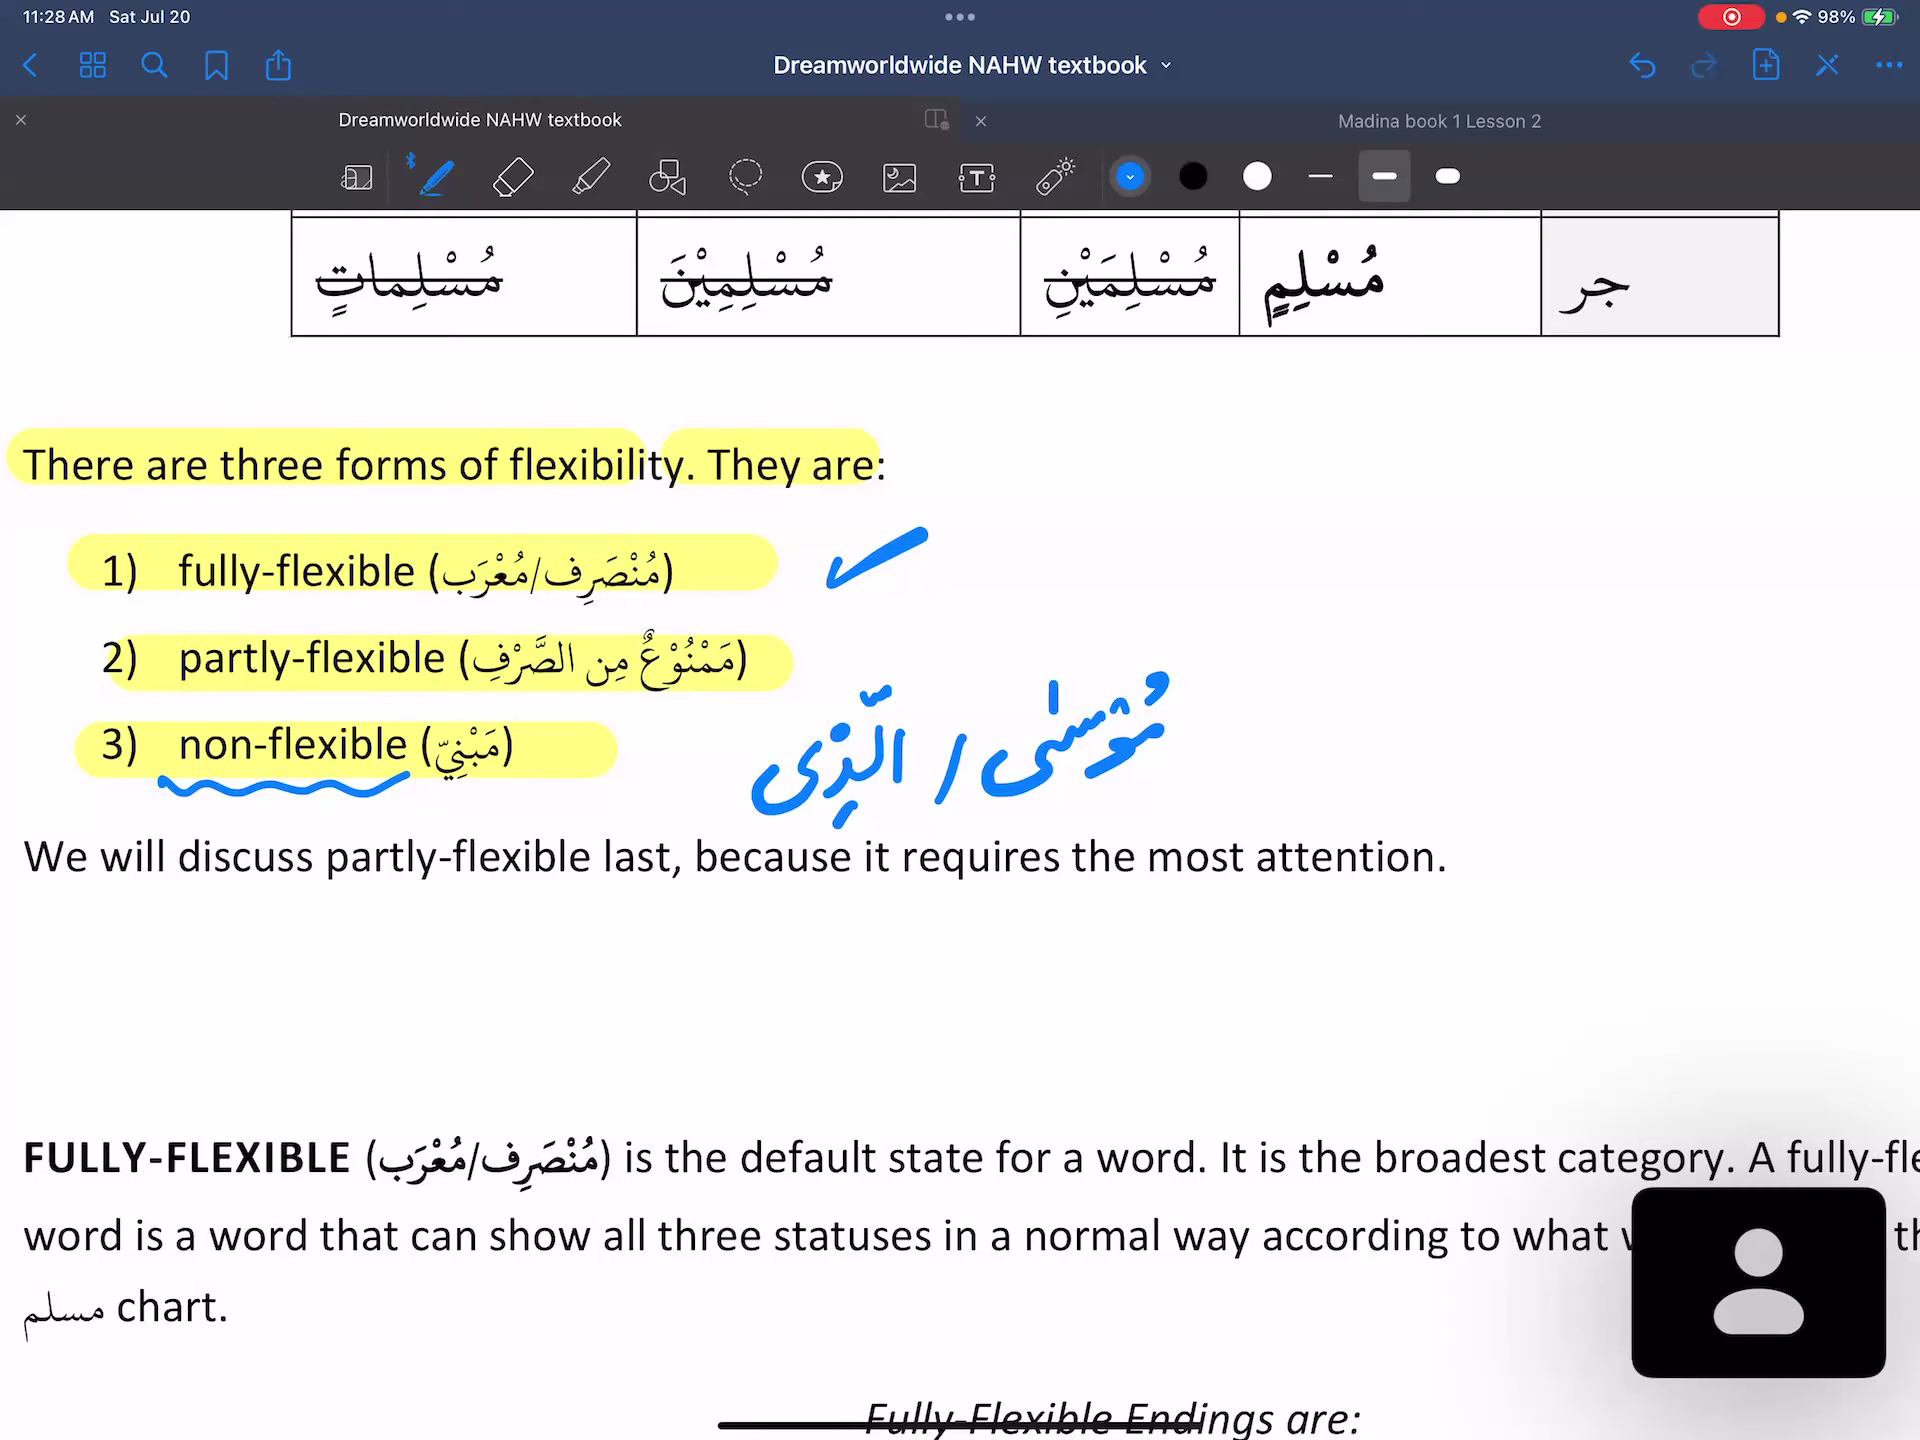 11:28 AM Sat Jul 20
98%
Dreamworldwide NAHW textbook
Dreamworldwide NAHW textbook
Madina book 1 Lesson 2
جر مُسْلِمٍ مُسْلِمَيْنِ مُسْلِمِيْنَ مُسْلِماتٍ
There are three forms of flexibility. They are:
1) fully-flexible (مُنْصَرِف/مُعْرَب)
2) partly-flexible (مَمْنُوْعٌ مِن الصَّرْفِ)
3) non-flexible (مَبْنِيّ)
مُوْسٰى / الَّذِْى
We will discuss partly-flexible last, because it requires the most attention.
FULLY-FLEXIBLE (مُنْصَرِف/مُعْرَب) is the default state for a word. It is the broadest category. A fully-fle
word is a word that can show all three statuses in a normal way according to what w th
مسلم chart.
Fully-Flexible Endings are: